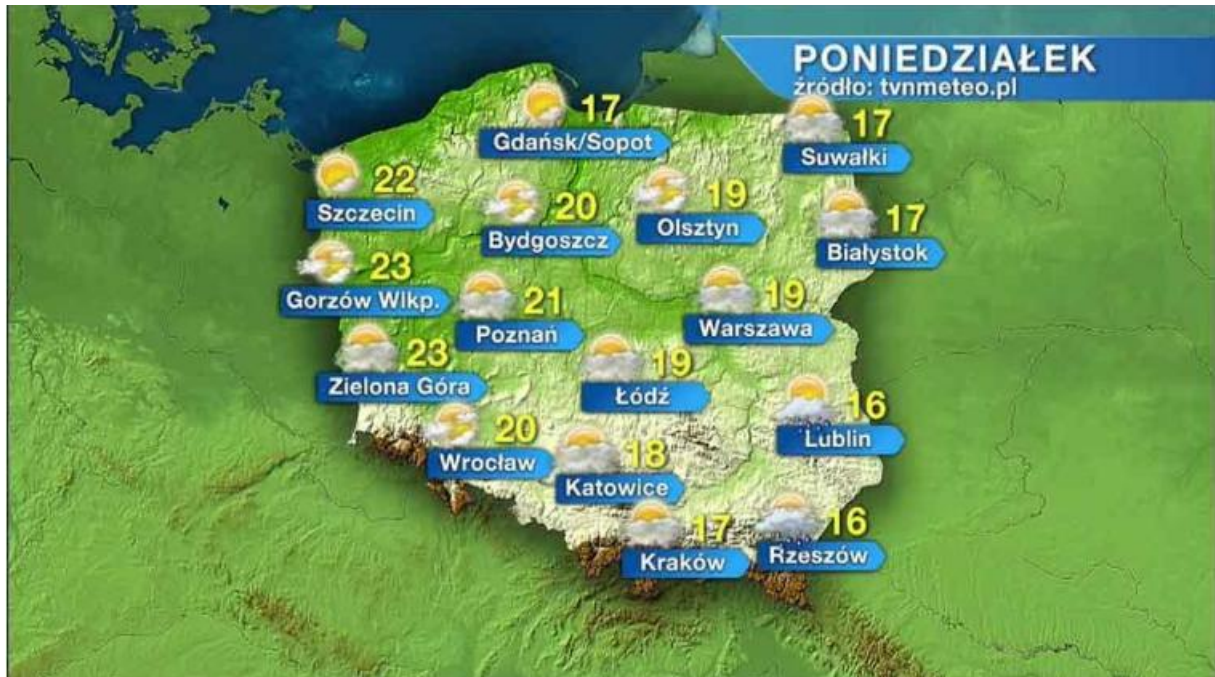 PONIEDZIAŁEK
źródło: tvnmeteo.pl
17
Gdańsk/Sopot
17
Suwałki
22
Szczecin
20
Bydgoszcz
19
Olsztyn
17
Białystok
23
Gorzów Wlkp.
21
Poznań
19
Warszawa
23
Zielona Góra
19
Łódź
16
Lublin
20
Wrocław
18
Katowice
17
Kraków
16
Rzeszów